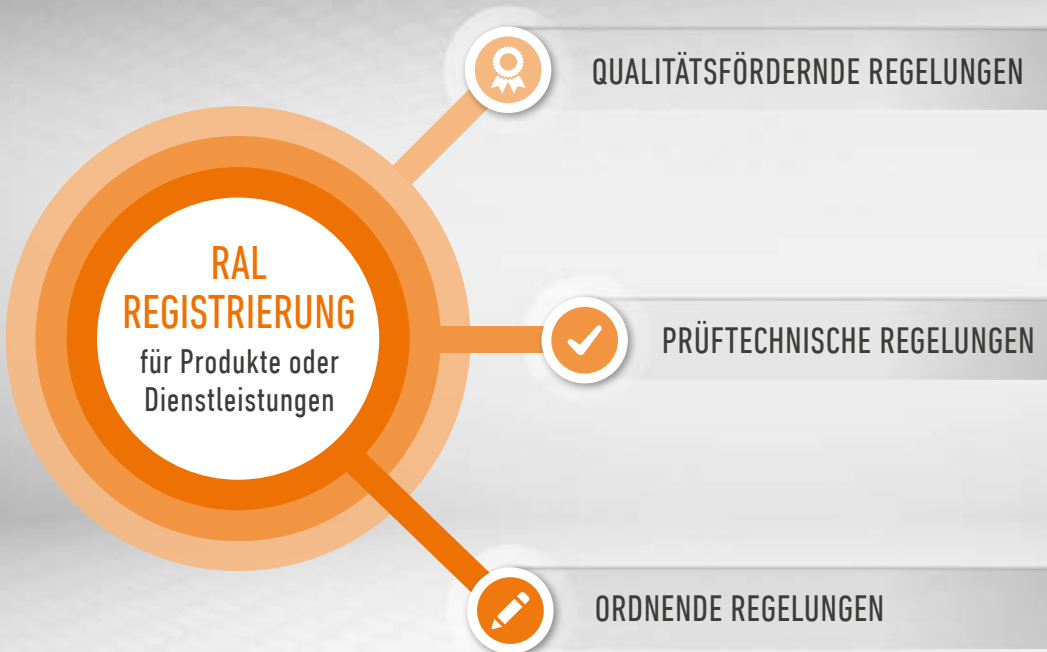 QUALITÄTSFÖRDERNDE REGELUNGEN
RAL
REGISTRIERUNG
für Produkte oder
Dienstleistungen
PRÜFTECHNISCHE REGELUNGEN
ORDNENDE REGELUNGEN